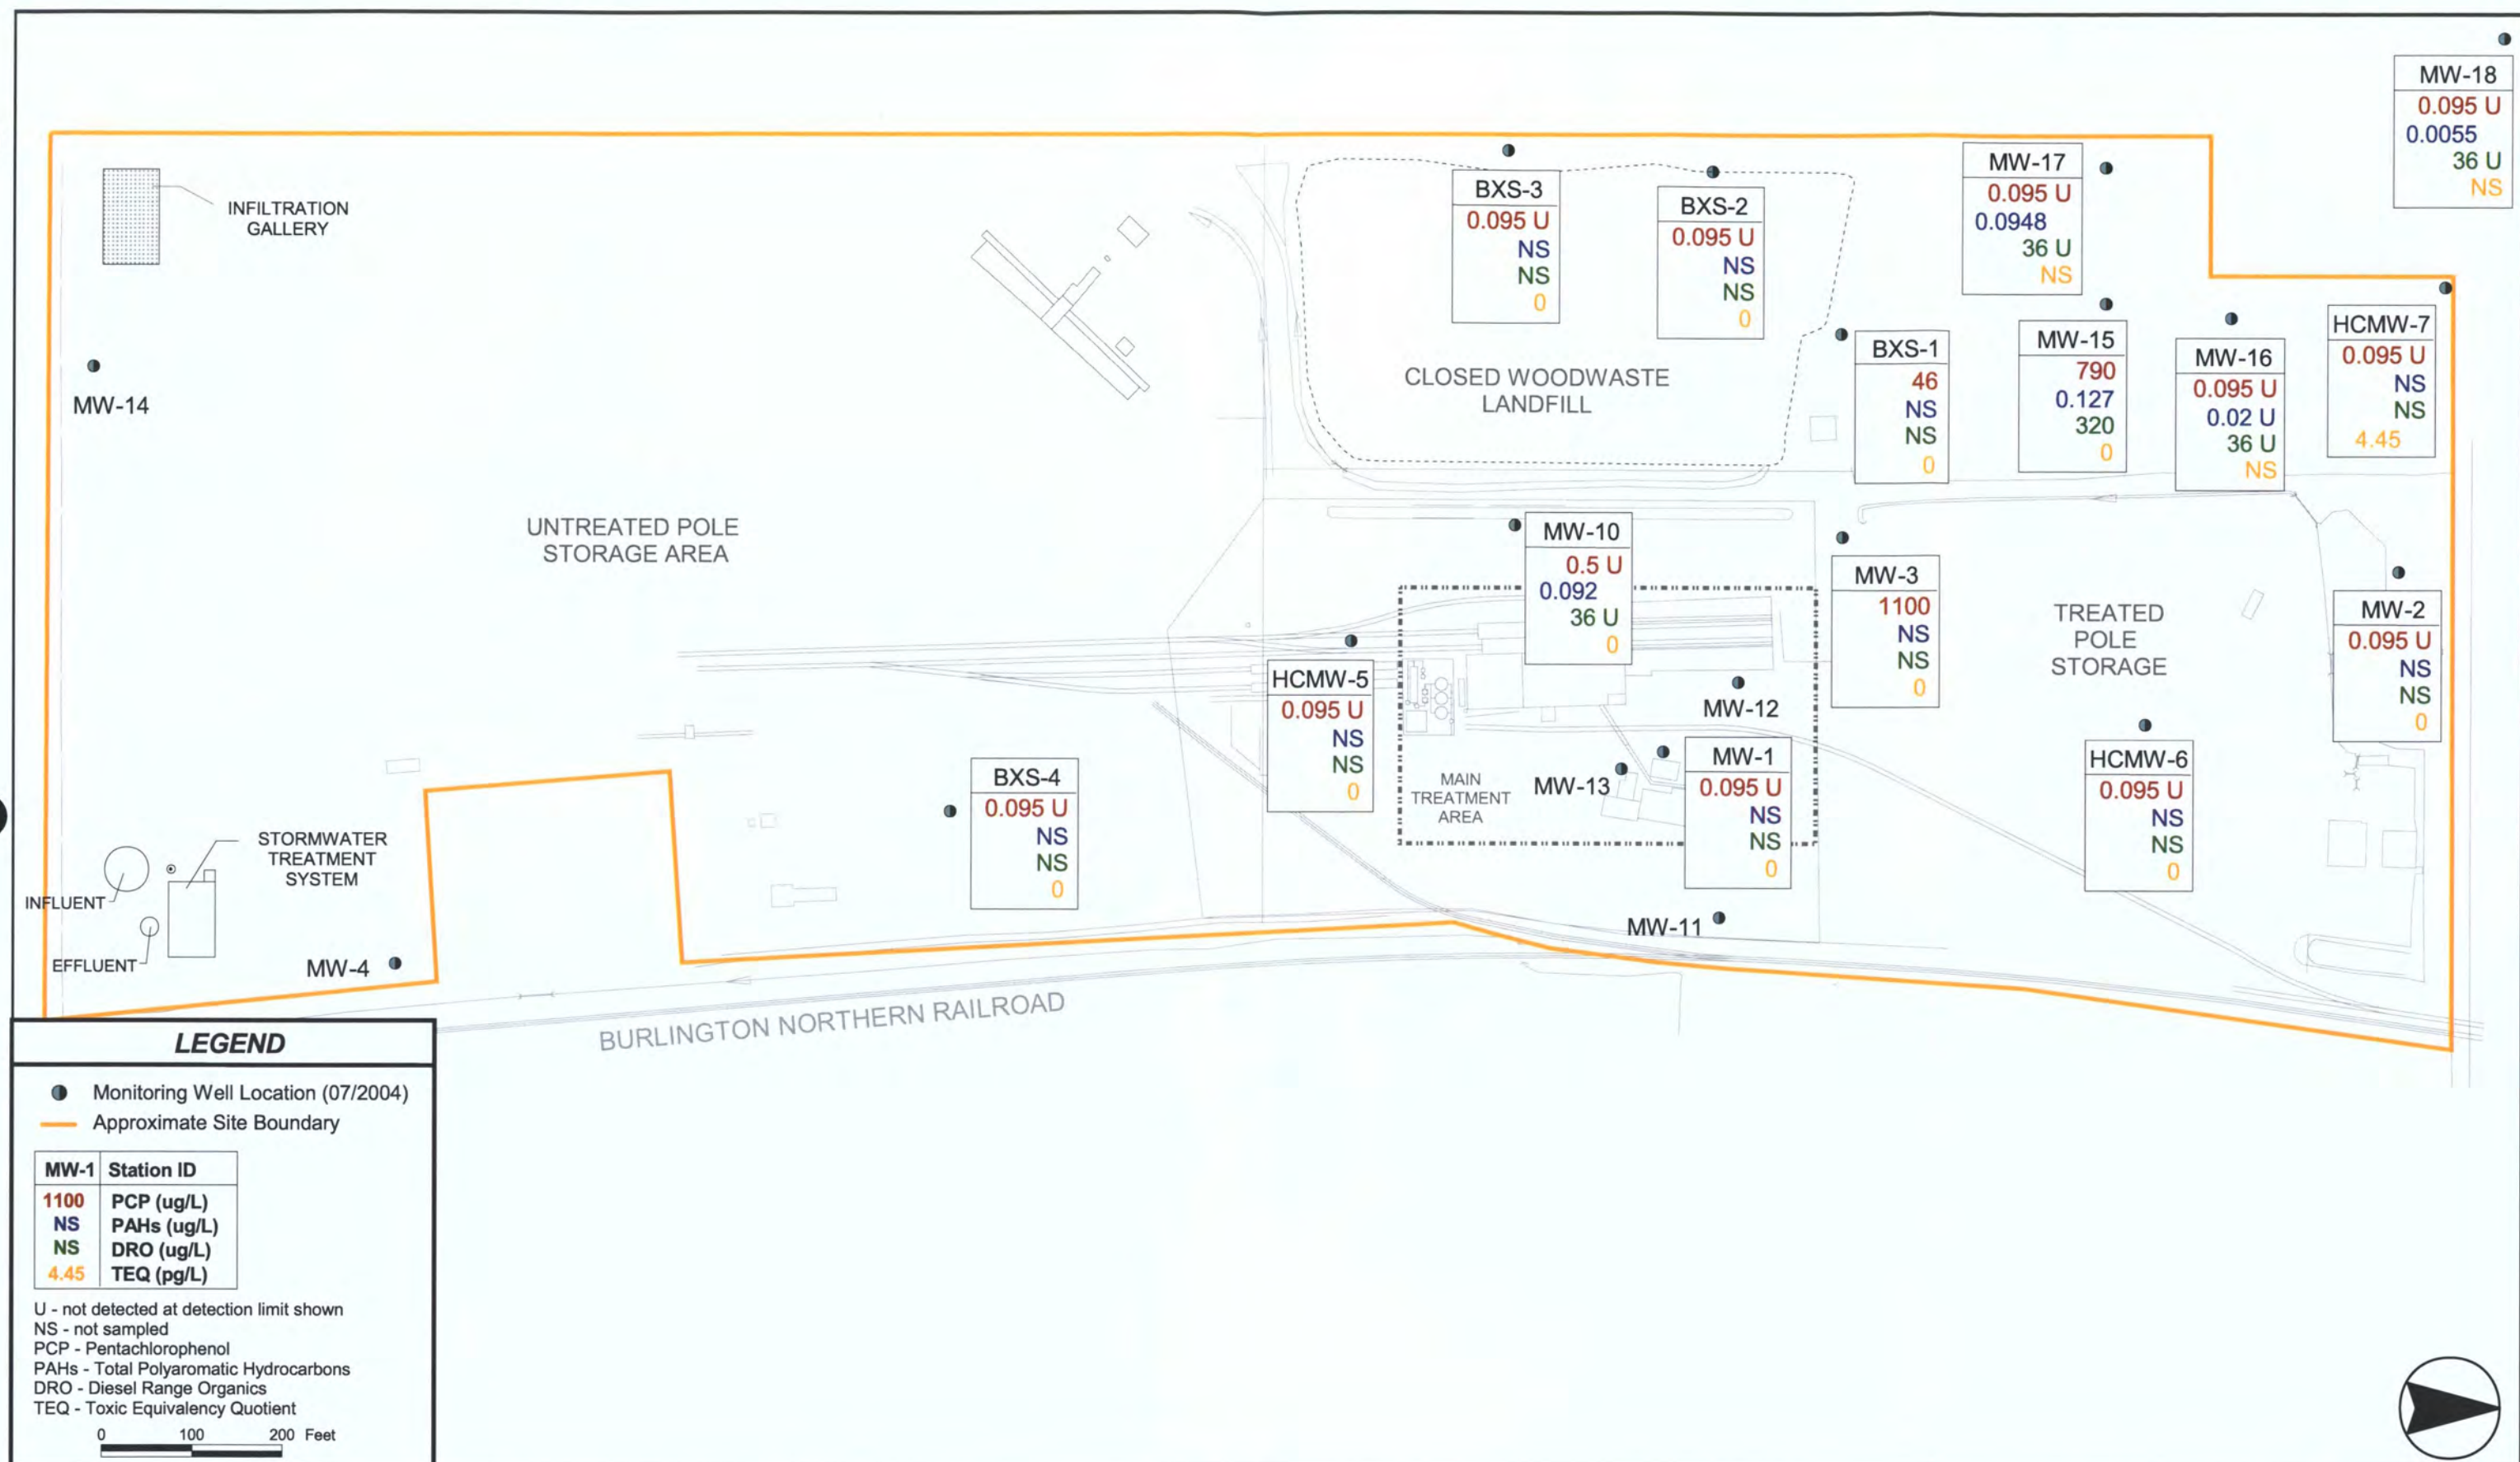 MW-18
0.095 U
0.0055
36 U
NS
INFILTRATION
GALLERY
MW-14
BXS-3
0.095 U
NS
NS
0
BXS-2
0.095 U
NS
NS
0
MW-17
0.095 U
0.0948
36 U
NS
CLOSED WOODWASTE
LANDFILL
BXS-1
46
NS
NS
0
MW-15
790
0.127
320
0
MW-16
0.095 U
0.02 U
36 U
NS
HCMW-7
0.095 U
NS
NS
4.45
UNTREATED POLE
STORAGE AREA
MW-10
0.5 U
0.092
36 U
0
MW-3
1100
NS
NS
0
TREATED
POLE
STORAGE
MW-2
0.095 U
NS
NS
0
HCMW-5
0.095 U
NS
NS
0
MW-12
MW-13
MAIN
TREATMENT
AREA
MW-1
0.095 U
NS
NS
0
HCMW-6
0.095 U
NS
NS
0
BXS-4
0.095 U
NS
NS
0
STORMWATER
TREATMENT
SYSTEM
INFLUENT
EFFLUENT
MW-4
MW-11
BURLINGTON NORTHERN RAILROAD
LEGEND
Monitoring Well Location (07/2004)
Approximate Site Boundary
MW-1 Station ID
1100 PCP (ug/L)
NS PAHs (ug/L)
NS DRO (ug/L)
4.45 TEQ (pg/L)
U - not detected at detection limit shown
NS - not sampled
PCP - Pentachlorophenol
PAHs - Total Polyaromatic Hydrocarbons
DRO - Diesel Range Organics
TEQ - Toxic Equivalency Quotient
0 100 200 Feet